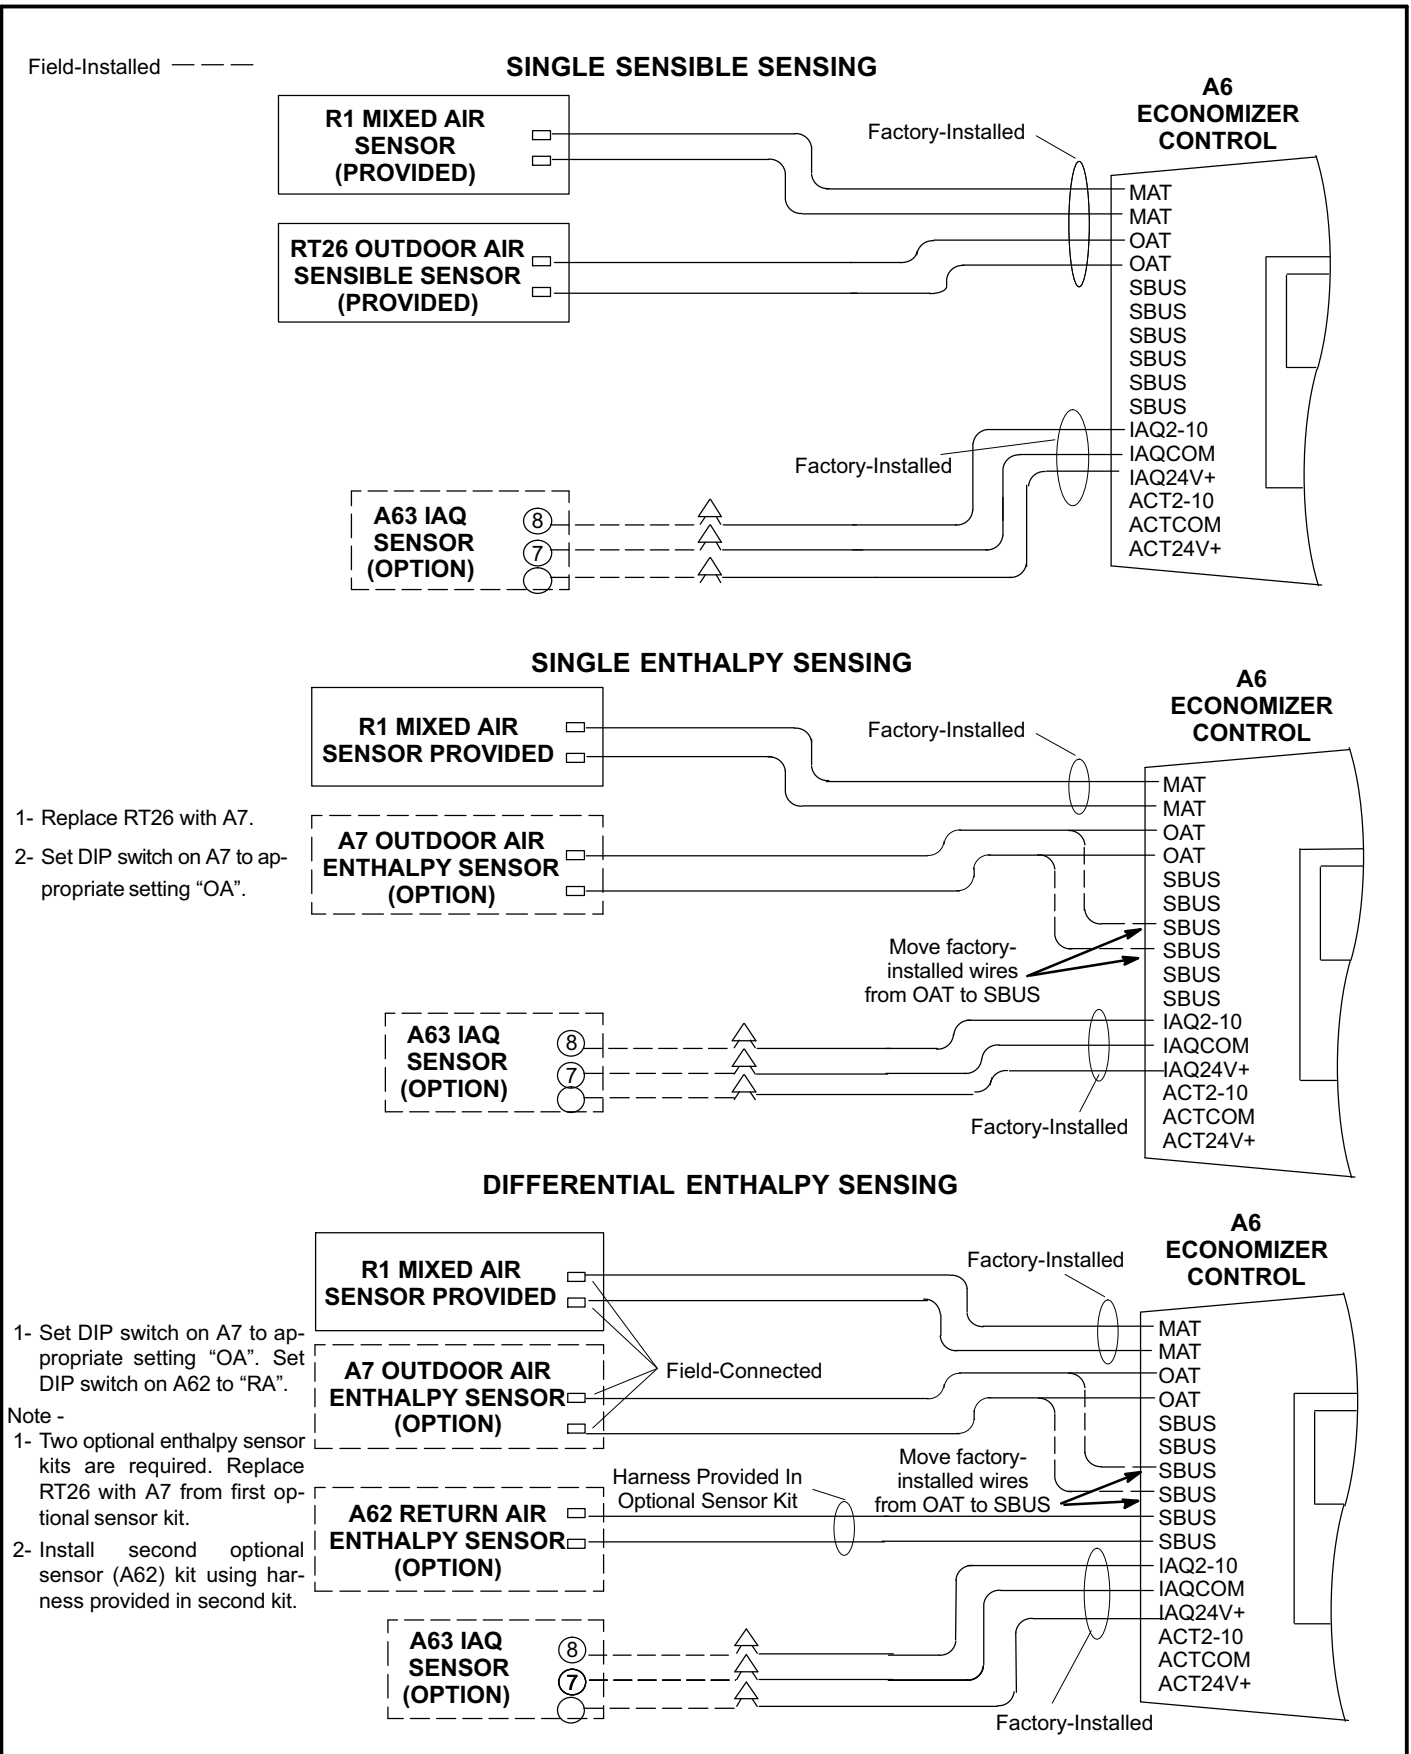 Field-Installed
SINGLE SENSIBLE SENSING
A6
ECONOMIZER
CONTROL
R1 MIXED AIR
SENSOR
(PROVIDED)
Factory-Installed
RT26 OUTDOOR AIR
SENSIBLE SENSOR
(PROVIDED)
MAT
MAT
OAT
OAT
SBUS
SBUS
SBUS
SBUS
SBUS
SBUS
IAQ2-10
IAQCOM
IAQ24V+
ACT2-10
ACTCOM
ACT24V+
Factory-Installed
A63 IAQ
SENSOR
(OPTION)
8
7
SINGLE ENTHALPY SENSING
A6
ECONOMIZER
CONTROL
R1 MIXED AIR
SENSOR PROVIDED
Factory-Installed
1- Replace RT26 with A7.
2- Set DIP switch on A7 to ap-
propriate setting “OA”.
A7 OUTDOOR AIR
ENTHALPY SENSOR
(OPTION)
MAT
MAT
OAT
OAT
SBUS
SBUS
SBUS
SBUS
SBUS
SBUS
IAQ2-10
IAQCOM
IAQ24V+
ACT2-10
ACTCOM
ACT24V+
Move factory-
installed wires
from OAT to SBUS
A63 IAQ
SENSOR
(OPTION)
8
7
Factory-Installed
DIFFERENTIAL ENTHALPY SENSING
A6
ECONOMIZER
CONTROL
R1 MIXED AIR
SENSOR PROVIDED
Factory-Installed
1- Set DIP switch on A7 to ap-
propriate setting “OA”. Set
DIP switch on A62 to “RA”.
Note -
1- Two optional enthalpy sensor
kits are required. Replace
RT26 with A7 from first op-
tional sensor kit.
2- Install second optional
sensor (A62) kit using har-
ness provided in second kit.
A7 OUTDOOR AIR
ENTHALPY SENSOR
(OPTION)
Field-Connected
MAT
MAT
OAT
OAT
SBUS
SBUS
SBUS
SBUS
SBUS
SBUS
IAQ2-10
IAQCOM
IAQ24V+
ACT2-10
ACTCOM
ACT24V+
Move factory-
installed wires
from OAT to SBUS
Harness Provided In
Optional Sensor Kit
A62 RETURN AIR
ENTHALPY SENSOR
(OPTION)
A63 IAQ
SENSOR
(OPTION)
8
7
Factory-Installed